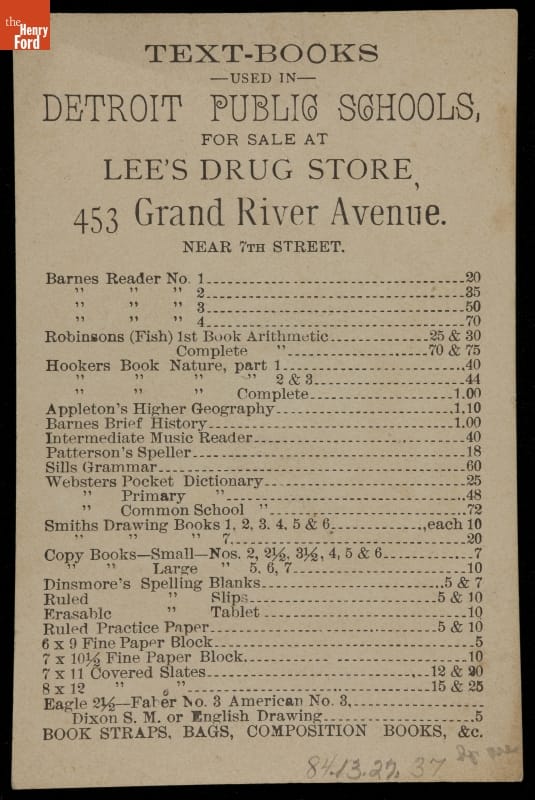 the
Henry
Ford
TEXT-BOOKS
—USED IN—
DETROIT PUBLIC SCHOOLS,
FOR SALE AT
LEE'S DRUG STORE,
453 Grand River Avenue.
NEAR 7TH STREET.
Barnes Reader No. 1 20
" " " 2 35
" " " 3 50
" " " 4 70
Robinsons (Fish) 1st Book Arithmetic 25 & 30
Complete " 70 & 75
Hookers Book Nature, part 1 .40
" " " " 2 & 3 44
" " " Complete 1.00
Appleton's Higher Geography 1.10
Barnes Brief History 1.00
Intermediate Music Reader 40
Patterson's Speller 18
Sills Grammar 60
Websters Pocket Dictionary 25
" Primary " .48
" Common School " 72
Smiths Drawing Books 1, 2, 3. 4, 5 & 6 each 10
" " " 7 20
Copy Books—Small—Nos. 2, 2½, 3½, 4, 5 & 6 7
" " Large " 5. 6, 7 10
Dinsmore's Spelling Blanks .5 & 7
Ruled " Slips 5 & 10
Erasable " Tablet 10
Ruled Practice Paper 5 & 10
6 x 9 Fine Paper Block 5
7 x 10½ Fine Paper Block 10
7 x 11 Covered Slates 12 & 20
8 x 12 " " 15 & 25
Eagle 2½—Faber No. 3 American No. 3,
Dixon S. M. or English Drawing 5
BOOK STRAPS, BAGS, COMPOSITION BOOKS, &c.
84.13.27. 37